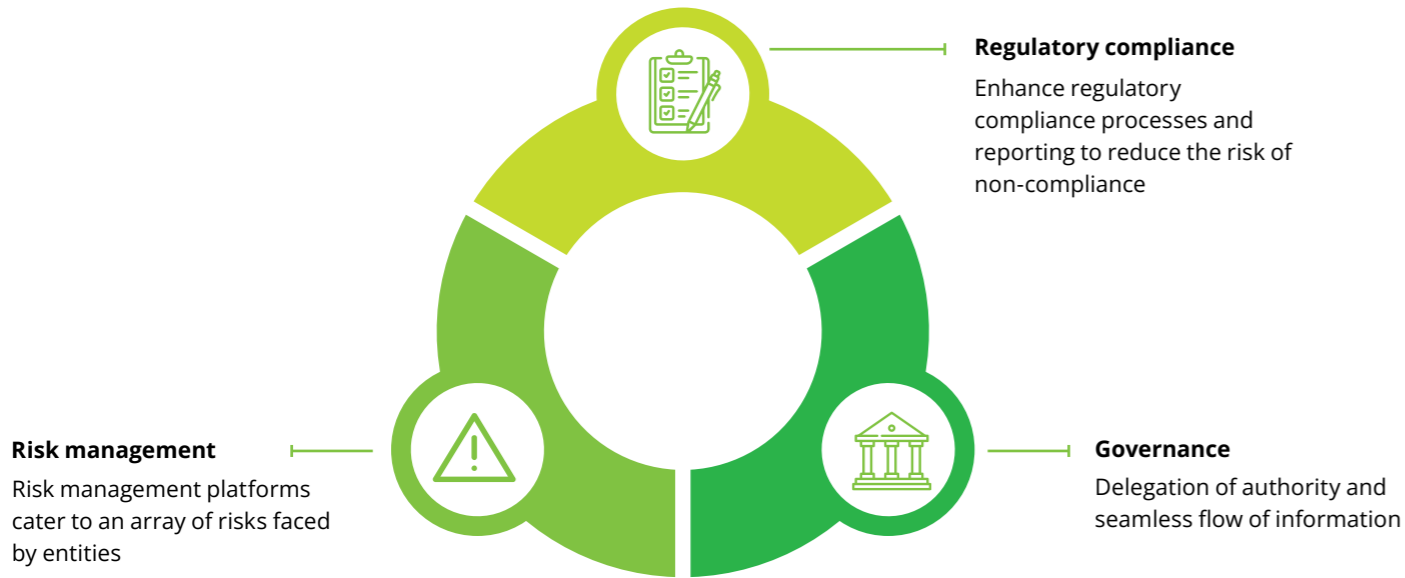 Regulatory compliance
Enhance regulatory
compliance processes and
reporting to reduce the risk of
non-compliance
Risk management
Risk management platforms
cater to an array of risks faced
by entities
Governance
Delegation of authority and
seamless flow of information